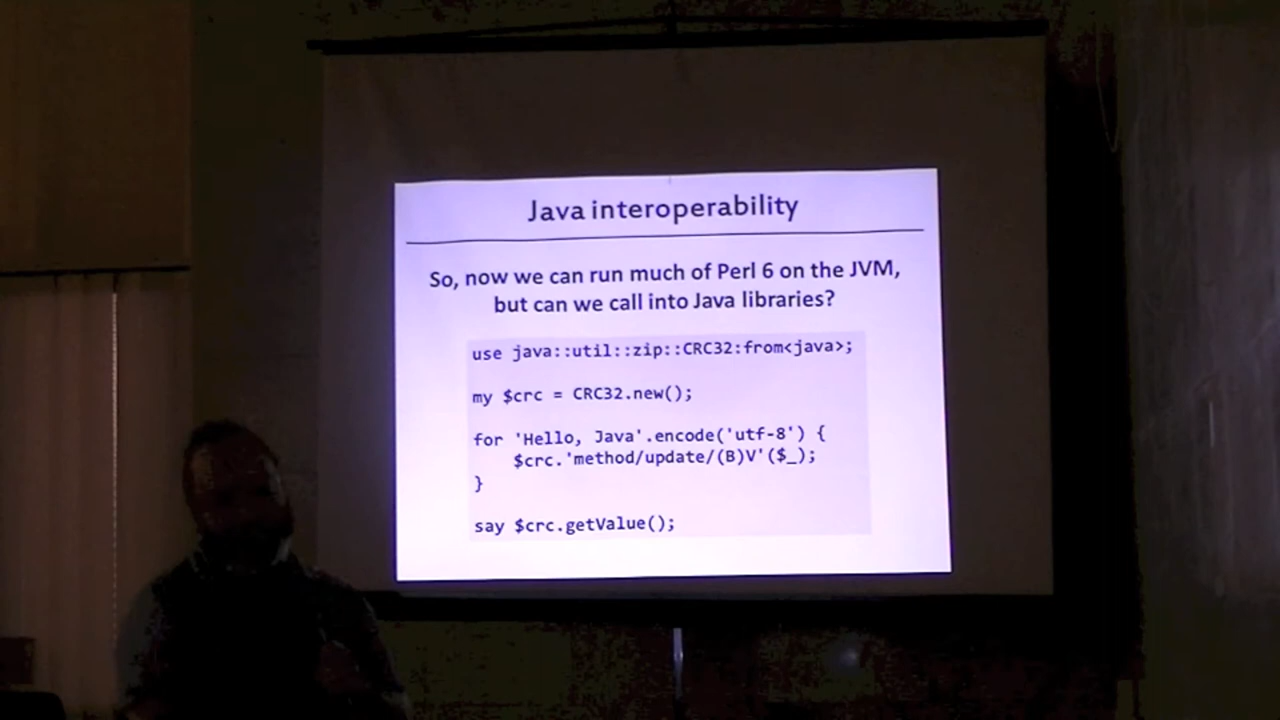 Java interoperability
So, now we can run much of Perl 6 on the JVM,
but can we call into Java libraries?
use java::util::zip::CRC32:from<java>;
my $crc = CRC32.new();
for 'Hello, Java'.encode('utf-8') {
    $crc.'method/update/(B)V'($_);
}
say $crc.getValue();